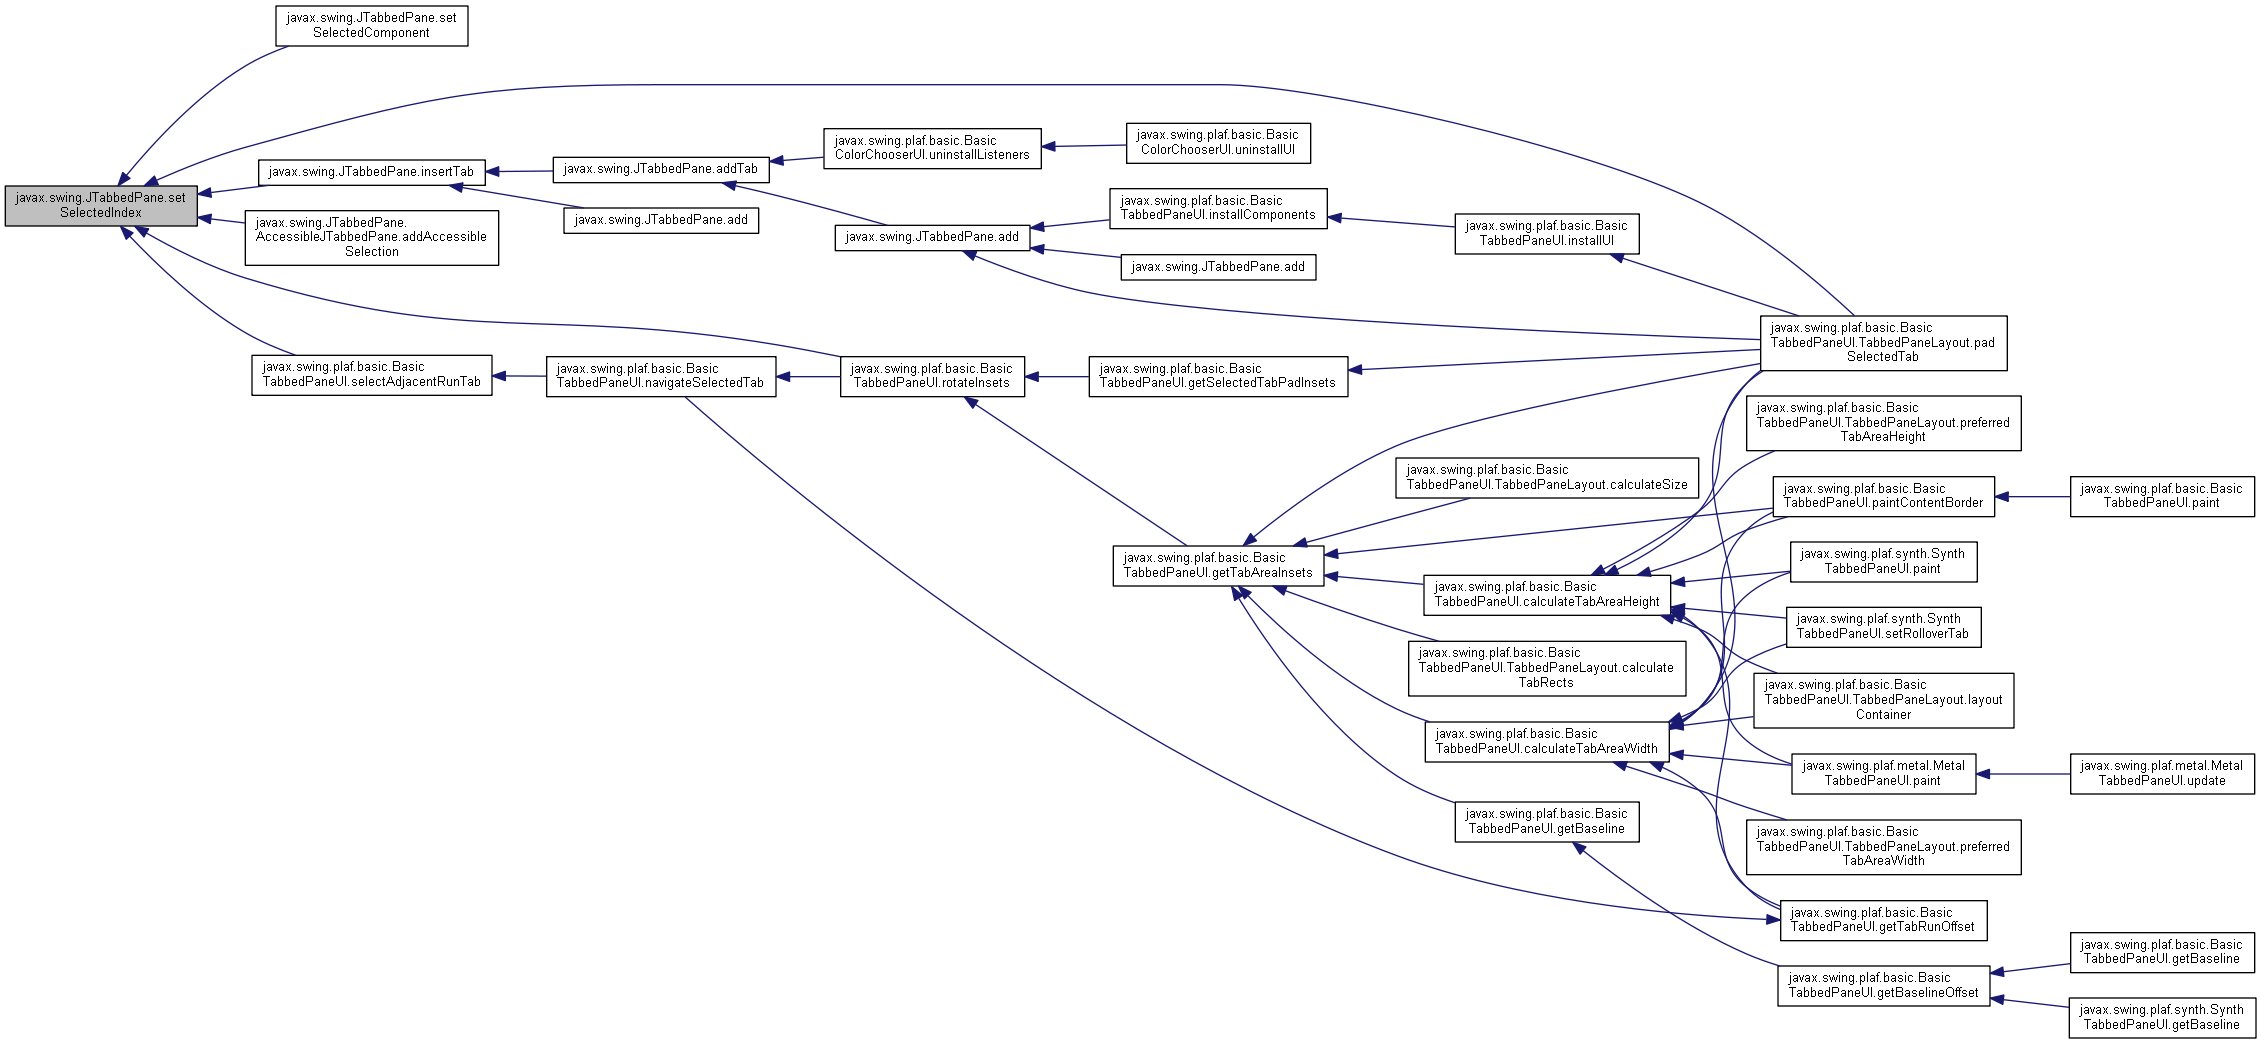 javax.swing.JTabbedPane.set
SelectedComponent
javax.swing.JTabbedPane.set
SelectedIndex
javax.swing.JTabbedPane.insertTab
javax.swing.JTabbedPane.
AccessibleJTabbedPane.addAccessible
Selection
javax.swing.plaf.basic.Basic
TabbedPaneUI.selectAdjacentRunTab
javax.swing.JTabbedPane.addTab
javax.swing.JTabbedPane.add
javax.swing.plaf.basic.Basic
TabbedPaneUI.navigateSelectedTab
javax.swing.plaf.basic.Basic
ColorChooserUI.uninstallListeners
javax.swing.JTabbedPane.add
javax.swing.plaf.basic.Basic
TabbedPaneUI.rotateInsets
javax.swing.plaf.basic.Basic
ColorChooserUI.uninstallUI
javax.swing.plaf.basic.Basic
TabbedPaneUI.installComponents
javax.swing.JTabbedPane.add
javax.swing.plaf.basic.Basic
TabbedPaneUI.getSelectedTabPadInsets
javax.swing.plaf.basic.Basic
TabbedPaneUI.getTabAreaInsets
javax.swing.plaf.basic.Basic
TabbedPaneUI.installUI
javax.swing.plaf.basic.Basic
TabbedPaneUI.TabbedPaneLayout.calculateSize
javax.swing.plaf.basic.Basic
TabbedPaneUI.calculateTabAreaHeight
javax.swing.plaf.basic.Basic
TabbedPaneUI.TabbedPaneLayout.calculate
TabRects
javax.swing.plaf.basic.Basic
TabbedPaneUI.calculateTabAreaWidth
javax.swing.plaf.basic.Basic
TabbedPaneUI.getBaseline
javax.swing.plaf.basic.Basic
TabbedPaneUI.TabbedPaneLayout.pad
SelectedTab
javax.swing.plaf.basic.Basic
TabbedPaneUI.TabbedPaneLayout.preferred
TabAreaHeight
javax.swing.plaf.basic.Basic
TabbedPaneUI.paintContentBorder
javax.swing.plaf.synth.Synth
TabbedPaneUI.paint
javax.swing.plaf.synth.Synth
TabbedPaneUI.setRolloverTab
javax.swing.plaf.basic.Basic
TabbedPaneUI.TabbedPaneLayout.layout
Container
javax.swing.plaf.metal.Metal
TabbedPaneUI.paint
javax.swing.plaf.basic.Basic
TabbedPaneUI.TabbedPaneLayout.preferred
TabAreaWidth
javax.swing.plaf.basic.Basic
TabbedPaneUI.getTabRunOffset
javax.swing.plaf.basic.Basic
TabbedPaneUI.getBaselineOffset
javax.swing.plaf.basic.Basic
TabbedPaneUI.paint
javax.swing.plaf.metal.Metal
TabbedPaneUI.update
javax.swing.plaf.basic.Basic
TabbedPaneUI.getBaseline
javax.swing.plaf.synth.Synth
TabbedPaneUI.getBaseline